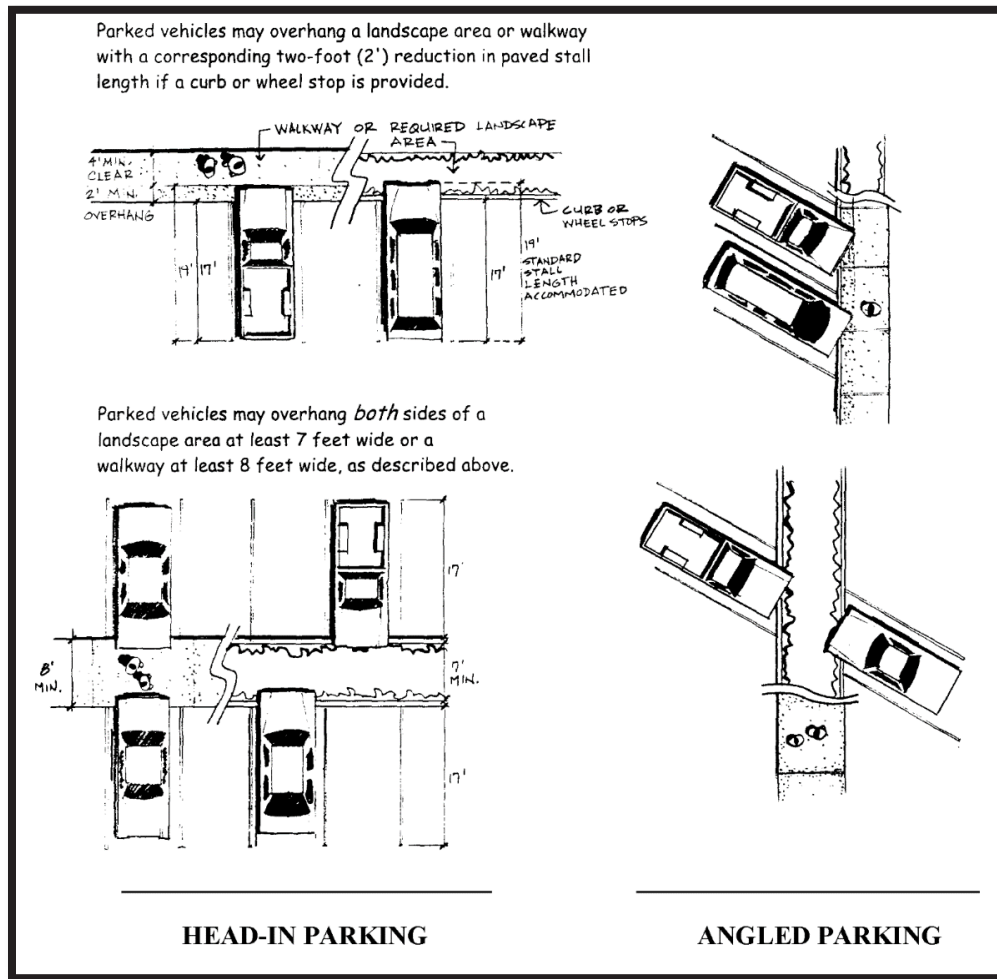 Parked vehicles may overhang a landscape area or walkway
with a corresponding two-foot (2') reduction in paved stall
length if a curb or wheel stop is provided.
WALKWAY OR REQUIRED LANDSCAPE
AREA
4' MIN.
CLEAR
2' MIN.
OVERHANG
CURB OR
WHEEL STOPS
19'
17'
17'
19'
STANDARD
STALL
LENGTH
ACCOMMODATED
Parked vehicles may overhang both sides of a
landscape area at least 7 feet wide or a
walkway at least 8 feet wide, as described above.
17'
8'
MIN.
7'
MIN.
17'
HEAD-IN PARKING
ANGLED PARKING